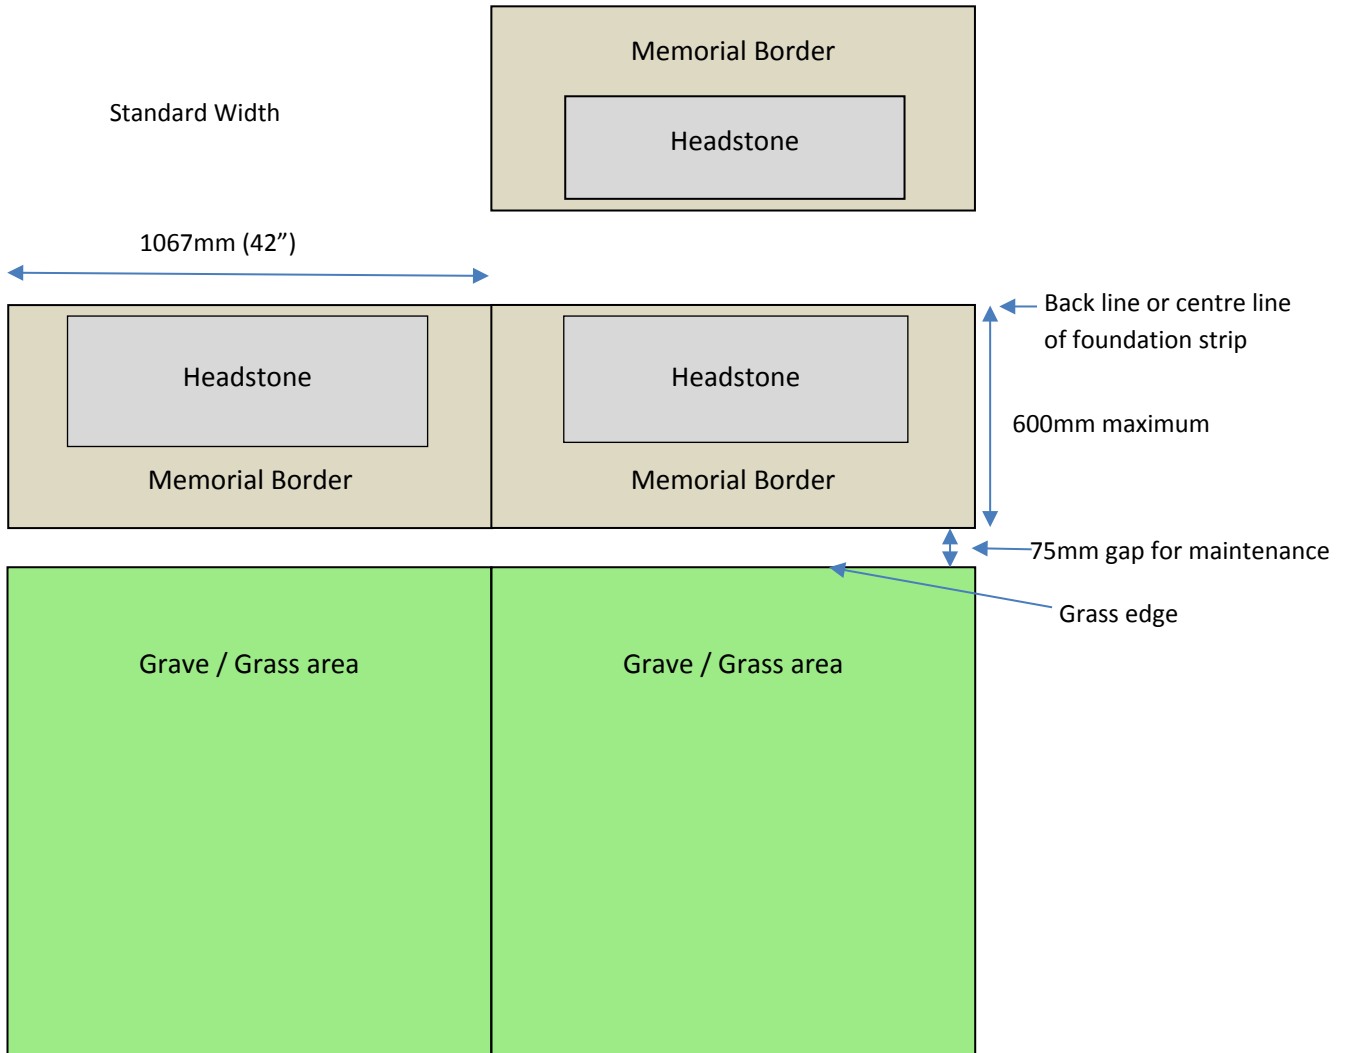 Memorial Border
Standard Width
Headstone
1067mm (42”)
Back line or centre line
of foundation strip
Headstone
Headstone
600mm maximum
Memorial Border
Memorial Border
75mm gap for maintenance
Grass edge
Grave / Grass area
Grave / Grass area